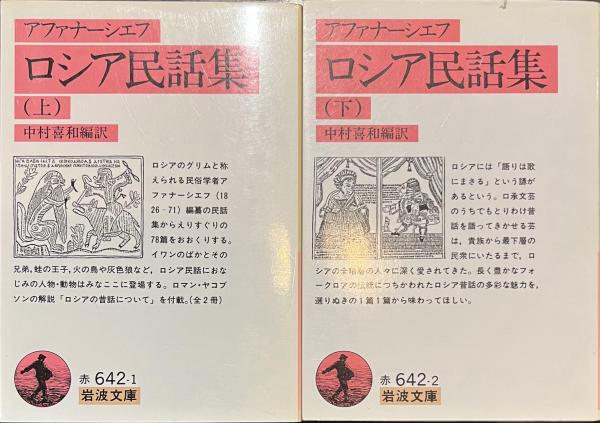 アファナーシエフ
ロシア民話集
（上）
中村喜和編訳
ロシアのグリムと称
えられる民俗学者ア
ファナーシエフ（18
26-71）編纂の民話
集からえりすぐりの
78篇をおおくりする。
イワンのばかとその
兄弟，蛙の王子，火の鳥や灰色狼など，ロシア民話におな
じみの人物・動物はみなここに登場する。ロマン・ヤコブ
ソンの解説「ロシアの昔話について」を付載。（全2冊）
赤 642-1
岩波文庫
アファナーシエフ
ロシア民話集
（下）
中村喜和編訳
ロシアには「語りは歌
にまさる」という諺が
あるという。口承文芸
のうちでもとりわけ昔
話を語ってきかせる芸
は，貴族から最下層の
民衆にいたるまで，ロ
シアの全階層の人々に深く愛されてきた。長く豊かなフォ
ークロアの伝統につちかわれたロシア昔話の多彩な魅力を，
選りぬきの1篇1篇から味わってほしい。
赤 642-2
岩波文庫